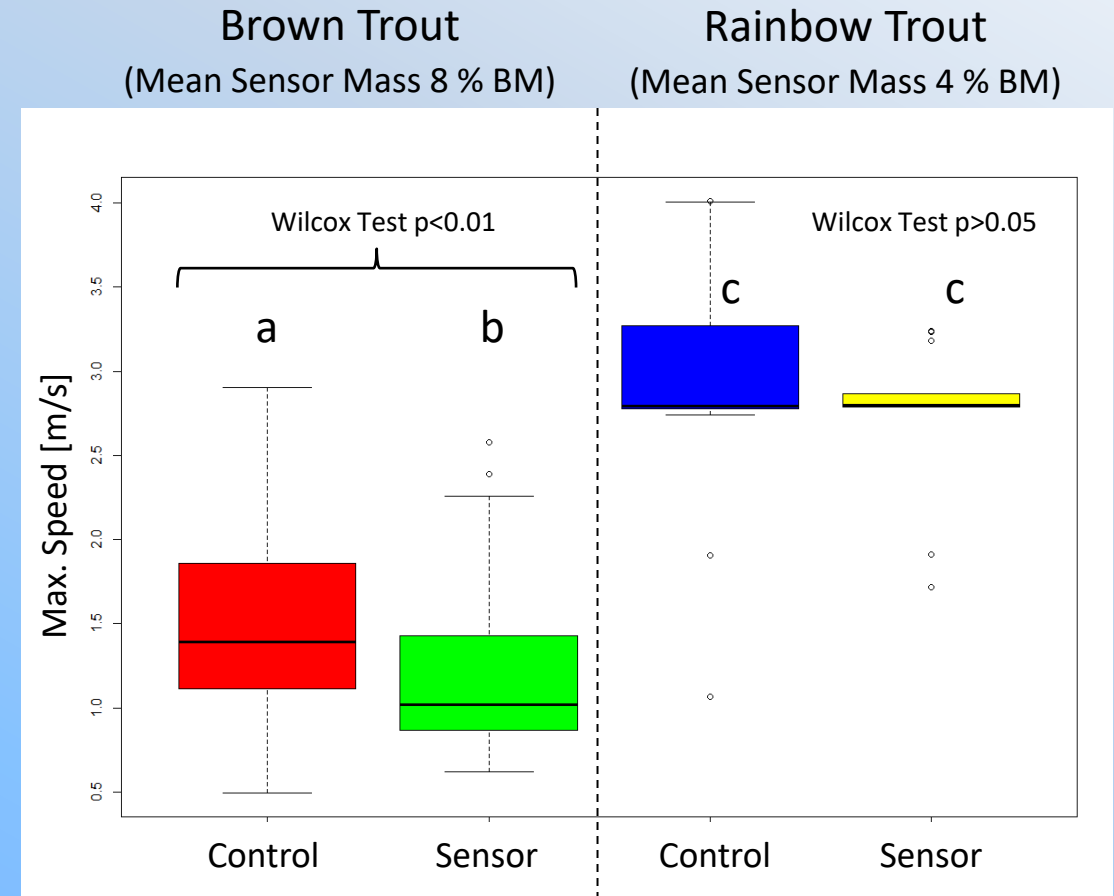 Brown Trout
(Mean Sensor Mass 8 % BM)
Rainbow Trout
(Mean Sensor Mass 4 % BM)
Wilcox Test p<0.01
Wilcox Test p>0.05
a
b
c
c
Max. Speed [m/s]
4.0
3.5
3.0
2.5
2.0
1.5
1.0
0.5
Control
Sensor
Control
Sensor